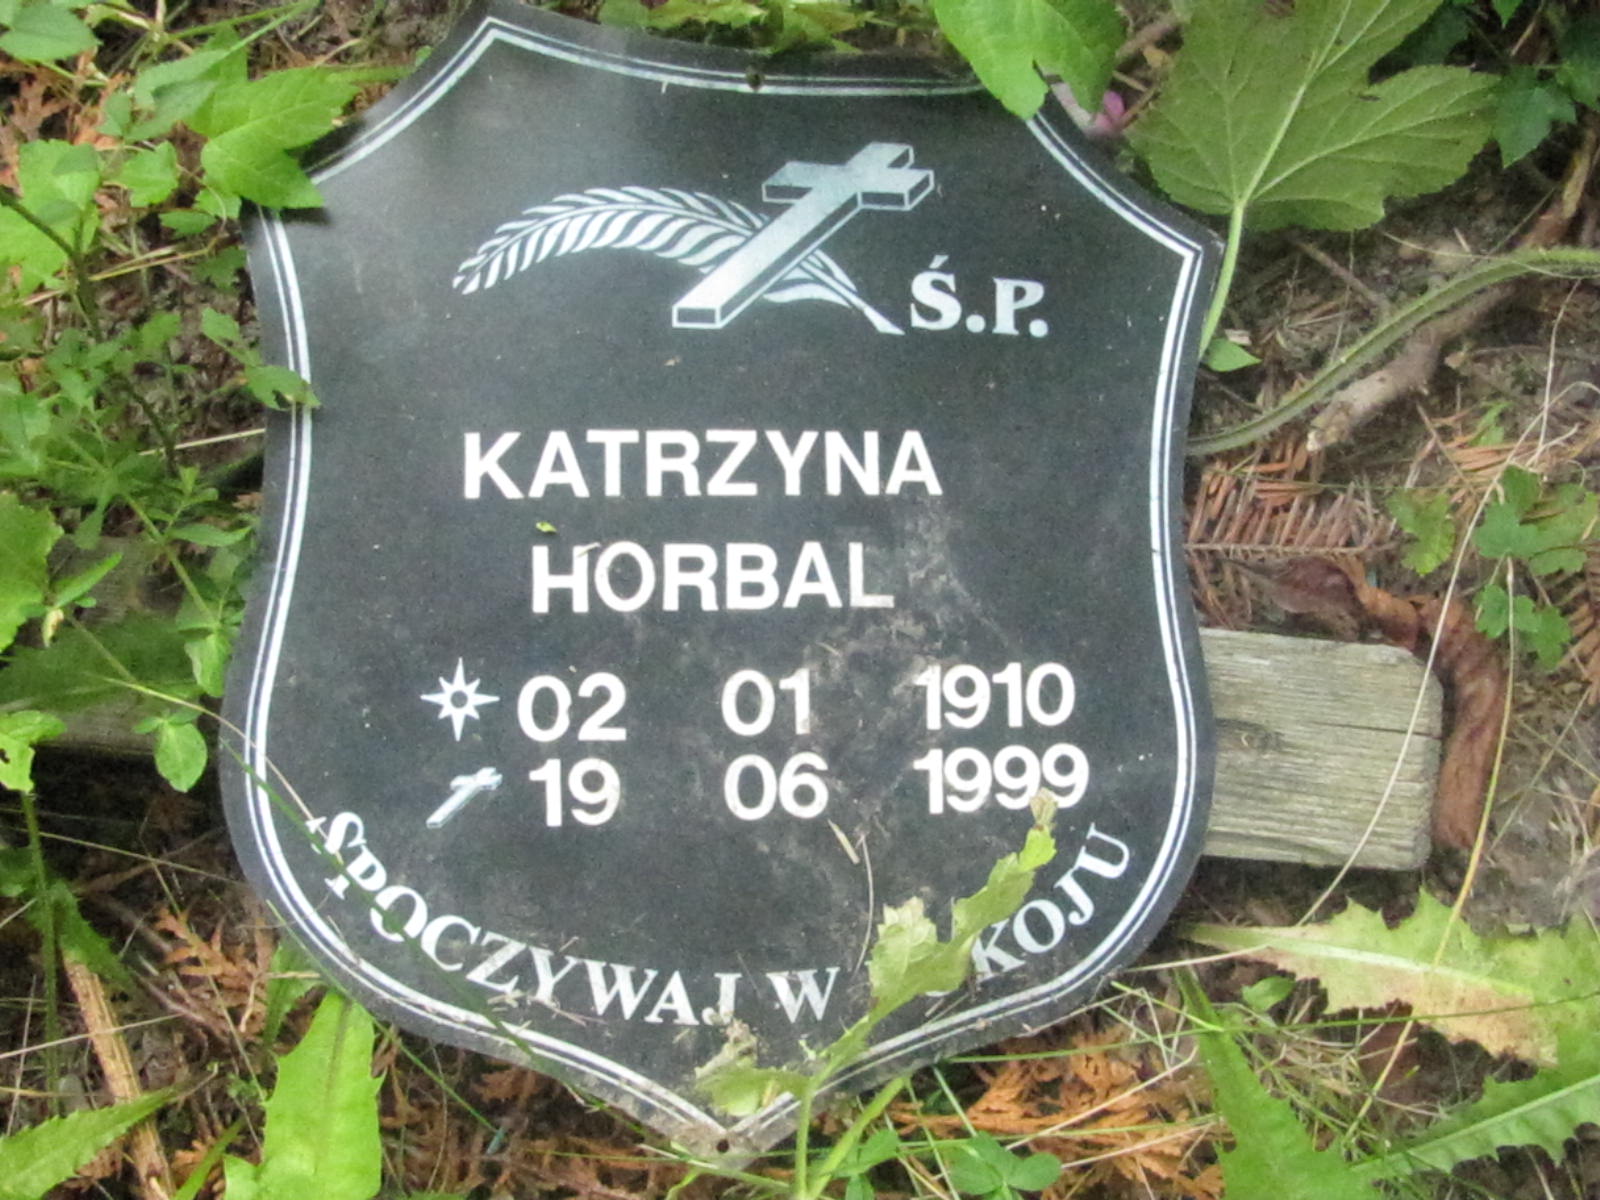 Ś.P.
KATRZYNA
HORBAL
02 01 1910
19 06 1999
SPOCZYWAJ W